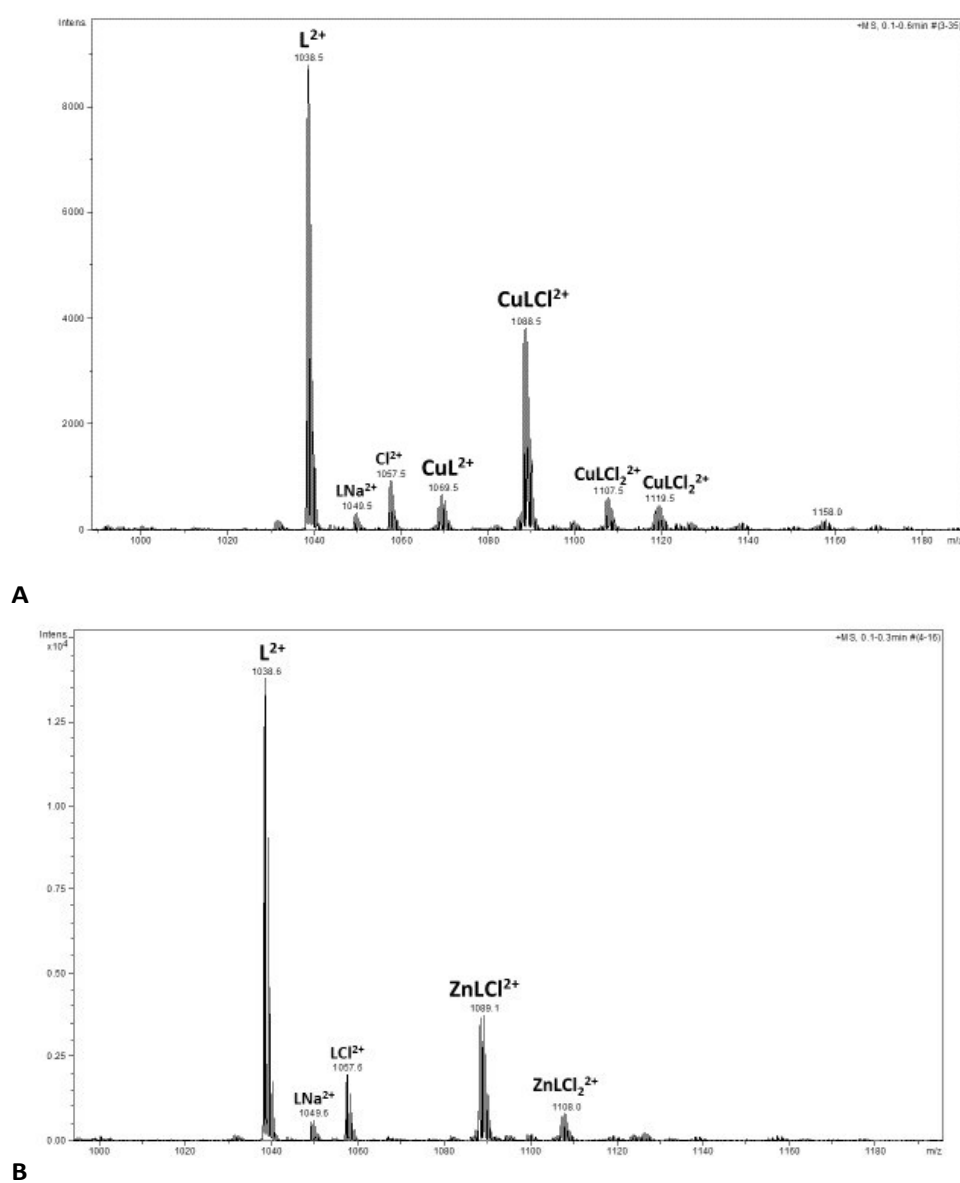 Intens.
+MS, 0.1-0.6min #(3-35)
L2+
1038.5
8000
6000
4000
2000
0
CuLCl2+
1088.5
Cl2+
1057.5
CuL2+
1069.5
LNa2+
1049.5
CuLCl22+
1107.5
CuLCl22+
1119.5
1158.0
1000
1020
1040
1060
1080
1100
1120
1140
1160
1180
m/z
A
Intens.
x104
+MS, 0.1-0.3min #(4-16)
L2+
1038.6
1.25
1.00
0.75
0.50
0.25
0.00
ZnLCl2+
1089.1
LCl2+
1057.6
LNa2+
1049.6
ZnLCl22+
1108.0
1000
1020
1040
1060
1080
1100
1120
1140
1160
1180
m/z
B